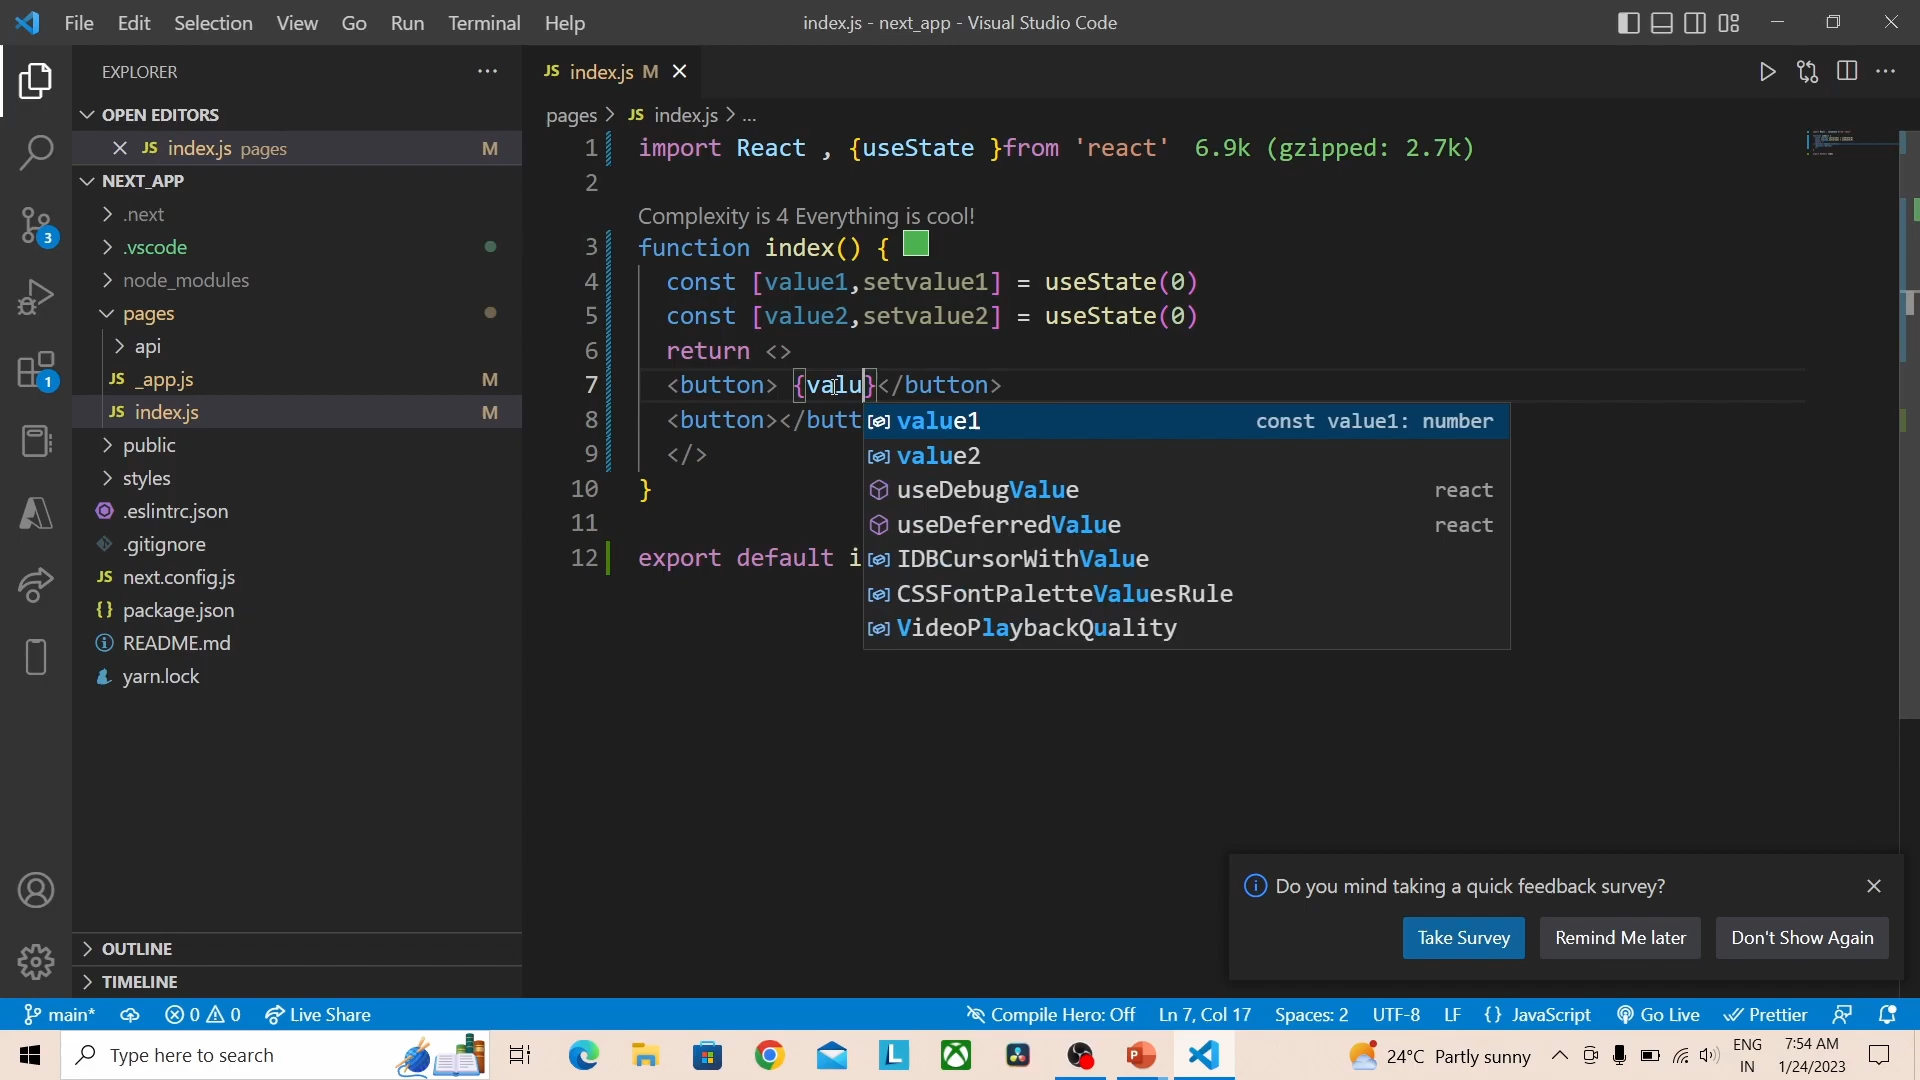 File Edit Selection View Go Run Terminal Help
index.js - next_app - Visual Studio Code
EXPLORER
OPEN EDITORS
JS index.js pages M
NEXT_APP
.next
.vscode
node_modules
pages
api
JS _app.js M
JS index.js M
public
styles
.eslintrc.json
.gitignore
JS next.config.js
{} package.json
README.md
yarn.lock
OUTLINE
TIMELINE
3
1
JS index.js M
pages > JS index.js > ...
1 import React , {useState }from 'react' 6.9k (gzipped: 2.7k)
2
Complexity is 4 Everything is cool!
3 function index() {
4 const [value1,setvalue1] = useState(0)
5 const [value2,setvalue2] = useState(0)
6 return <>
7 <button> {valu}</button>
8 <button></butt
9 </>
10 }
11
12 export default i
value1 const value1: number
value2
useDebugValue react
useDeferredValue react
IDBCursorWithValue
CSSFontPaletteValuesRule
VideoPlaybackQuality
Do you mind taking a quick feedback survey?
Take Survey Remind Me later Don't Show Again
main* 0 0 Live Share Compile Hero: Off Ln 7, Col 17 Spaces: 2 UTF-8 LF {} JavaScript Go Live Prettier
Type here to search
24°C Partly sunny
ENG
IN
7:54 AM
1/24/2023